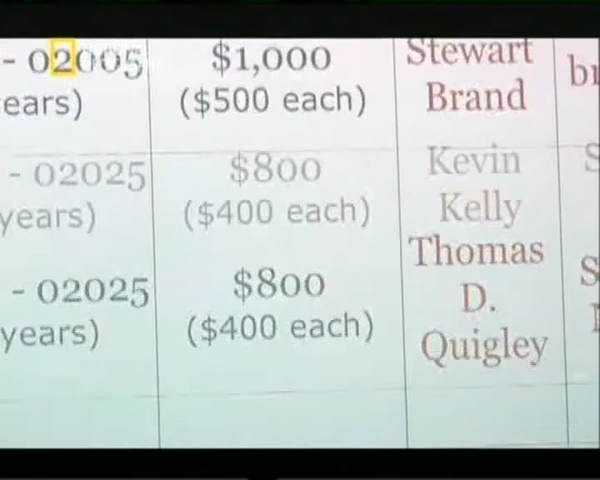 - 02005 $1,000 Stewart
ears) ($500 each) Brand
- 02025 $800 Kevin
years) ($400 each) Kelly
Thomas
- 02025 $800 D.
years) ($400 each) Quigley